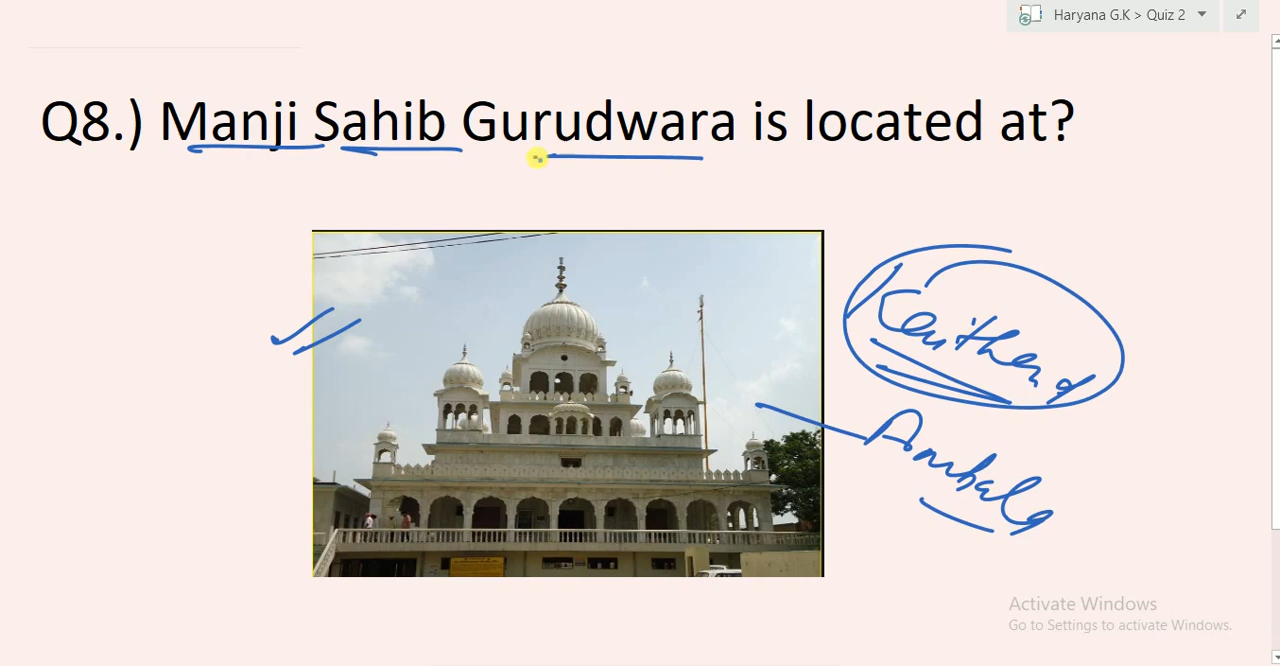 Haryana G.K > Quiz 2
Q8.) Manji Sahib Gurudwara is located at?
Kaithal
Ambala
Activate Windows
Go to Settings to activate Windows.